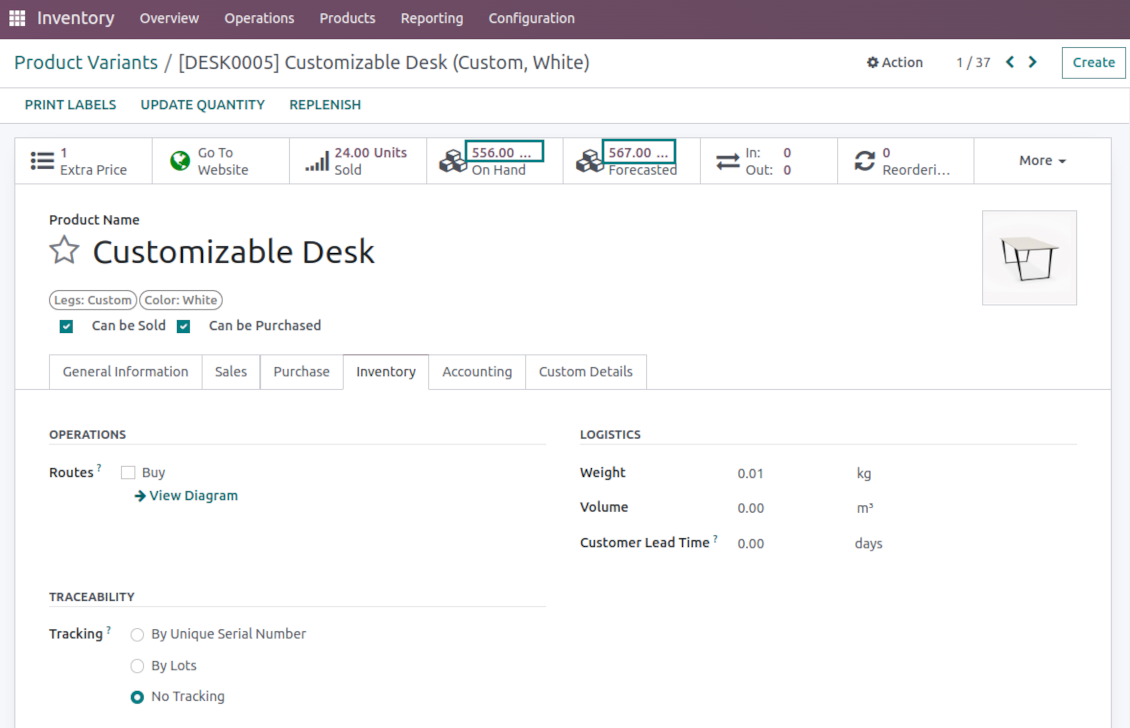 Inventory Overview Operations Products Reporting Configuration
Product Variants / [DESK0005] Customizable Desk (Custom, White) Action 1 / 37 Create
PRINT LABELS UPDATE QUANTITY REPLENISH
1
Extra Price
Go To
Website
24.00 Units
Sold
556.00 ...
On Hand
567.00 ...
Forecasted
In: 0
Out: 0
0
Reorderi...
More
Product Name
Customizable Desk
Legs: Custom Color: White
Can be Sold Can be Purchased
General Information Sales Purchase Inventory Accounting Custom Details
OPERATIONS
Routes ? Buy
View Diagram
LOGISTICS
Weight 0.01 kg
Volume 0.00 m³
Customer Lead Time ? 0.00 days
TRACEABILITY
Tracking ? By Unique Serial Number
By Lots
No Tracking